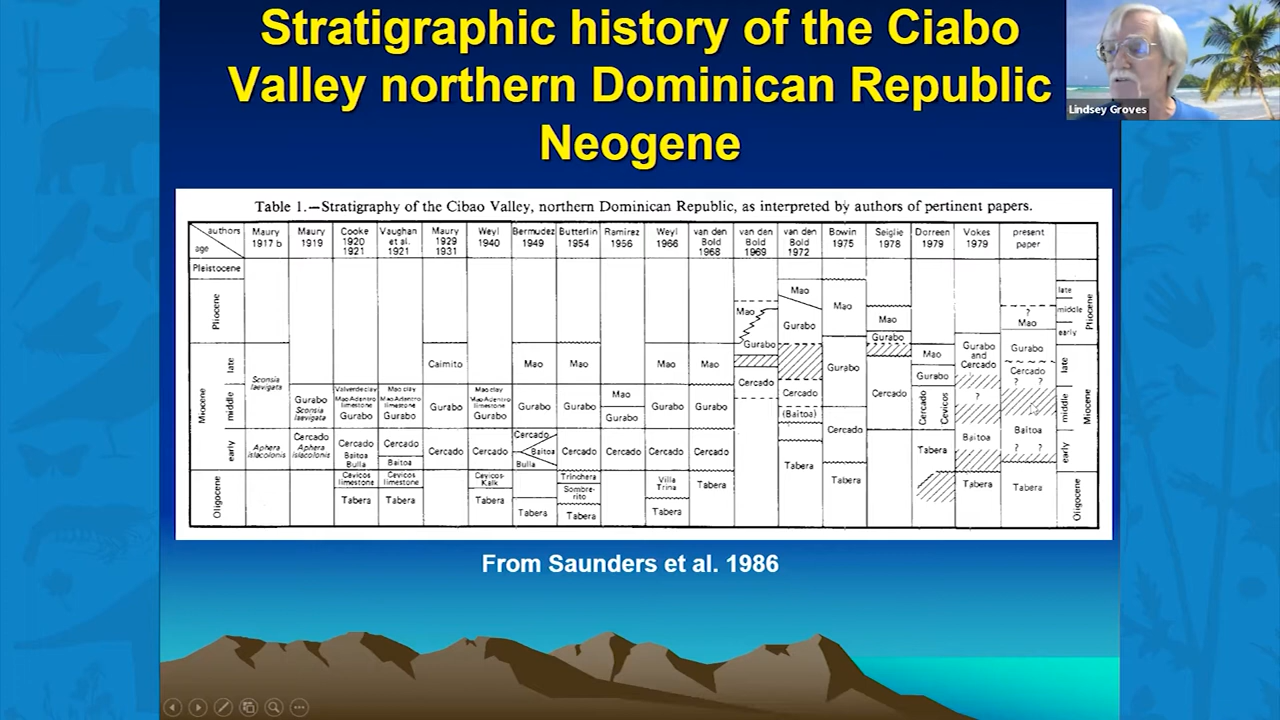 Stratigraphic history of the Ciabo
Valley northern Dominican Republic
Neogene
Lindsey Groves
Table 1.—Stratigraphy of the Cibao Valley, northern Dominican Republic, as interpreted by authors of pertinent papers.
authors
age
Maury 1917 b
Maury 1919
Cooke 1920 1921
Vaughan et al. 1921
Maury 1929 1931
Weyl 1940
Bermudez 1949
Butterlin 1954
Ramirez 1956
Weyl 1966
van den Bold 1968
van den Bold 1969
van den Bold 1972
Bowin 1975
Seiglie 1978
Dorreen 1979
Vokes 1979
present paper
Pleistocene
Pliocene
Mao
Mao
Gurabo
Gurabo
Mao
Mao
Gurabo
?
Mao
late
middle
early
Pliocene
Miocene
late
middle
early
Sconsia laevigata
Aphera islacolonis
Gurabo
Sconsia laevigata
Cercado
Aphera islacolonis
Valverde clay
Mao Adentro limestone
Gurabo
Cercado
Baitoa
Bulla
Mao clay
Mao Adentro limestone
Gurabo
Cercado
Baitoa
Caimito
Gurabo
Cercado
Mao clay
Mao Adentro limestone
Gurabo
Cercado
Mao
Gurabo
Cercado
Baitoa
Bulla
Mao
Gurabo
Cercado
Mao
Gurabo
Cercado
Mao
Gurabo
Cercado
Mao
Gurabo
Cercado
Cercado
Cercado
(Baitoa)
Tabera
Gurabo
Cercado
Tabera
Cercado
Mao
Gurabo
Cercado
Cevicos
Tabera
Gurabo and Cercado
?
Baitoa
Tabera
Gurabo
Cercado
? ?
Baitoa
? ?
Tabera
late
middle
early
Miocene
Oligocene
Cevicos limestone
Tabera
Cevicos limestone
Tabera
Cevicos-Kalk
Tabera
Tabera
Trinchera
Sombrerito
Tabera
Villa Trina
Tabera
Tabera
Oligocene
From Saunders et al. 1986